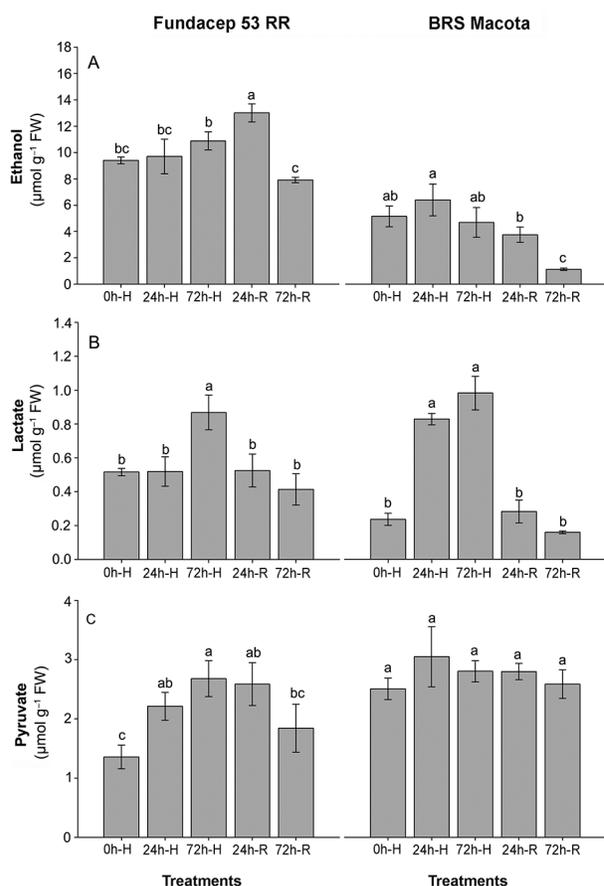 Fundacep 53 RR BRS Macota
A
Ethanol
(µmol g⁻¹ FW)
18
16
14
12
10
8
6
4
2
0
bc bc b a c
ab a ab b c
0h-H 24h-H 72h-H 24h-R 72h-R
0h-H 24h-H 72h-H 24h-R 72h-R
B
Lactate
(µmol g⁻¹ FW)
1.4
1.2
1.0
0.8
0.6
0.4
0.2
0.0
b b a b b
b a a b b
0h-H 24h-H 72h-H 24h-R 72h-R
0h-H 24h-H 72h-H 24h-R 72h-R
C
Pyruvate
(µmol g⁻¹ FW)
4
3
2
1
0
c ab a ab bc
a a a a a
0h-H 24h-H 72h-H 24h-R 72h-R
0h-H 24h-H 72h-H 24h-R 72h-R
Treatments Treatments